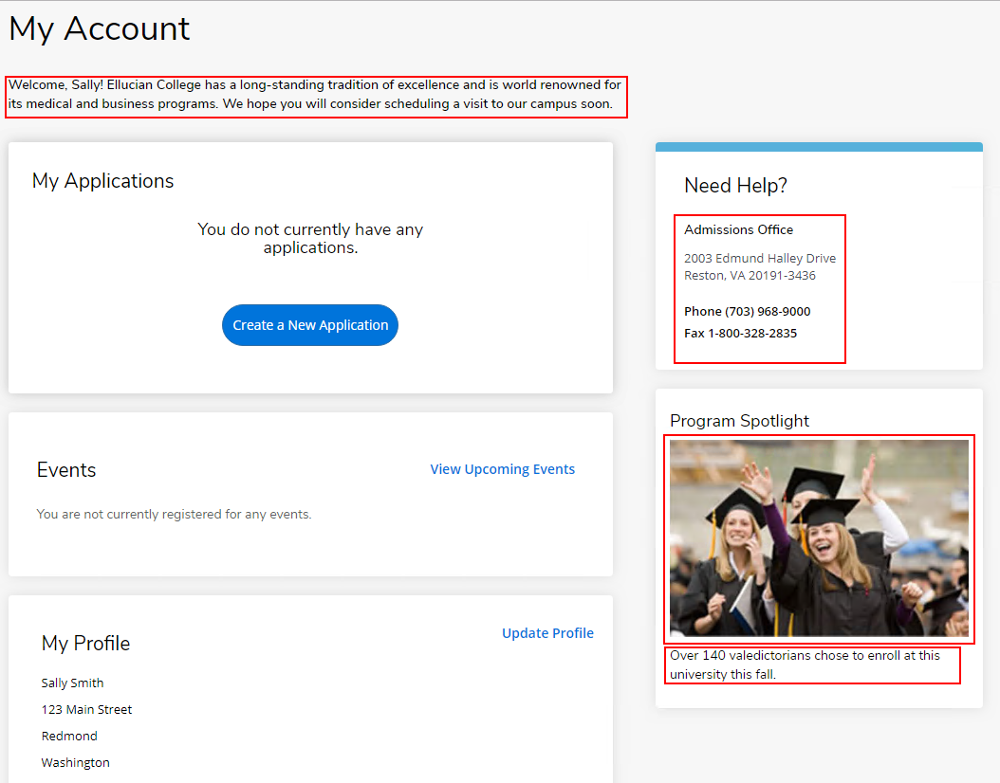 My Account
Welcome, Sally! Ellucian College has a long-standing tradition of excellence and is world renowned for
its medical and business programs. We hope you will consider scheduling a visit to our campus soon.
My Applications
You do not currently have any
applications.
Create a New Application
Events
View Upcoming Events
You are not currently registered for any events.
My Profile
Update Profile
Sally Smith
123 Main Street
Redmond
Washington
Need Help?
Admissions Office
2003 Edmund Halley Drive
Reston, VA 20191-3436
Phone (703) 968-9000
Fax 1-800-328-2835
Program Spotlight
Over 140 valedictorians chose to enroll at this
university this fall.